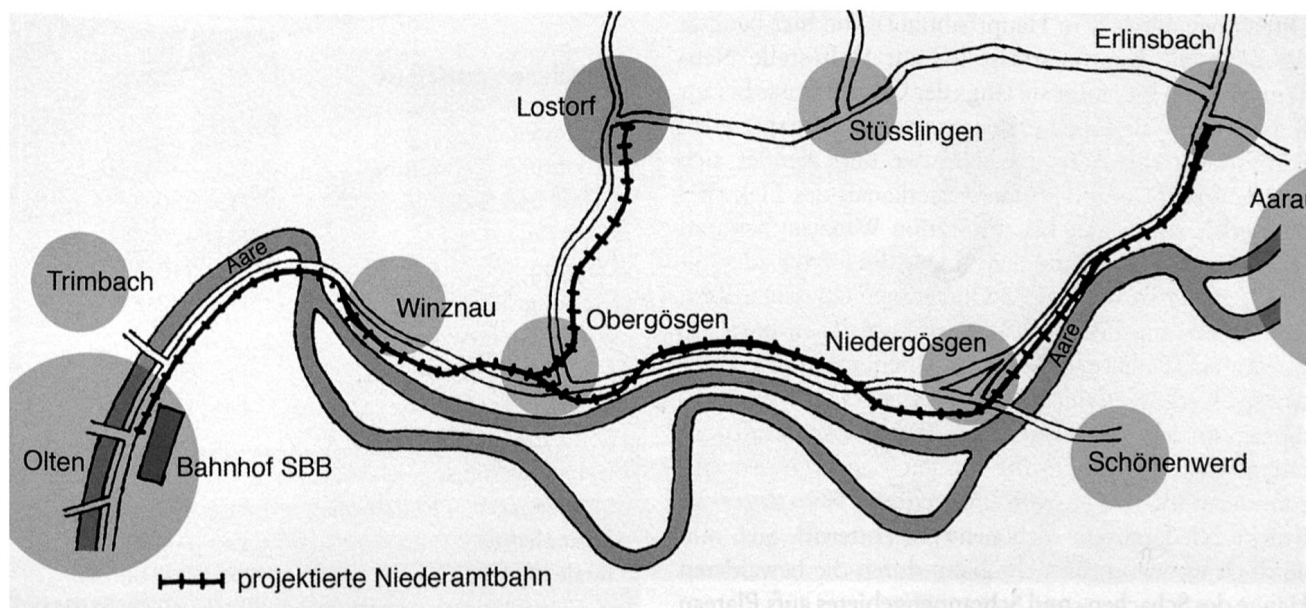 Erlinsbach
Lostorf
Stüsslingen
Aarau
Aare
Trimbach
Winznau
Obergösgen
Niedergösgen
Aare
Olten
Bahnhof SBB
Schönenwerd
projektierte Niederamtbahn